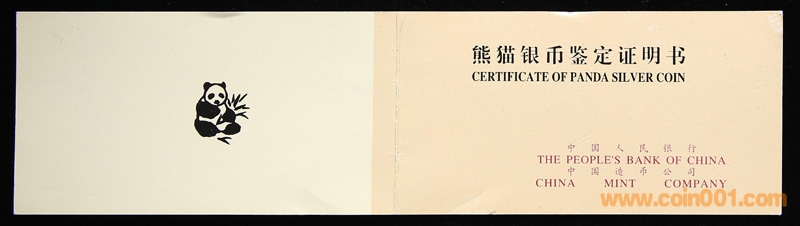 熊猫银币鉴定证明书
CERTIFICATE OF PANDA SILVER COIN
中国人民银行
THE PEOPLE'S BANK OF CHINA
中国造币公司
CHINA MINT COMPANY
www.coin001.com